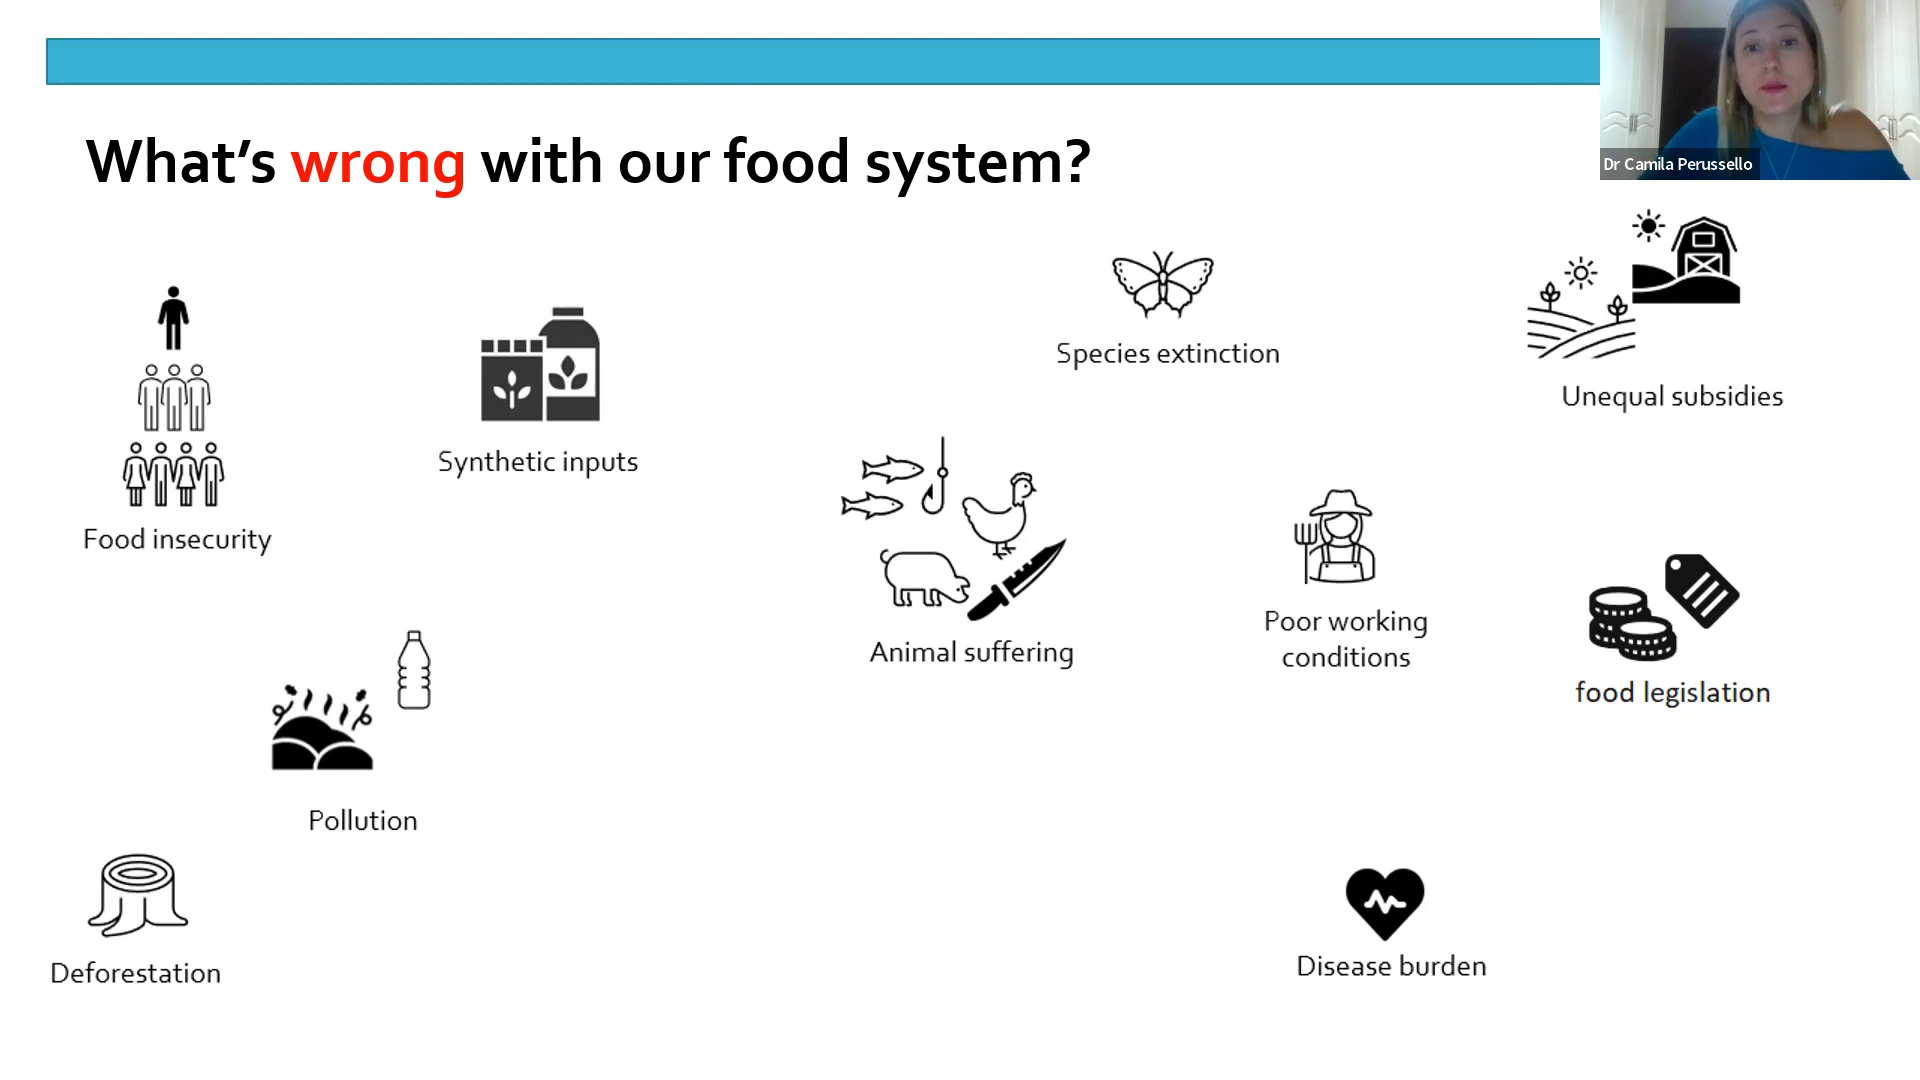 Dr Camila Perussello
What's wrong with our food system?
Species extinction
Unequal subsidies
Synthetic inputs
Food insecurity
Animal suffering
Poor working
conditions
food legislation
Pollution
Deforestation
Disease burden